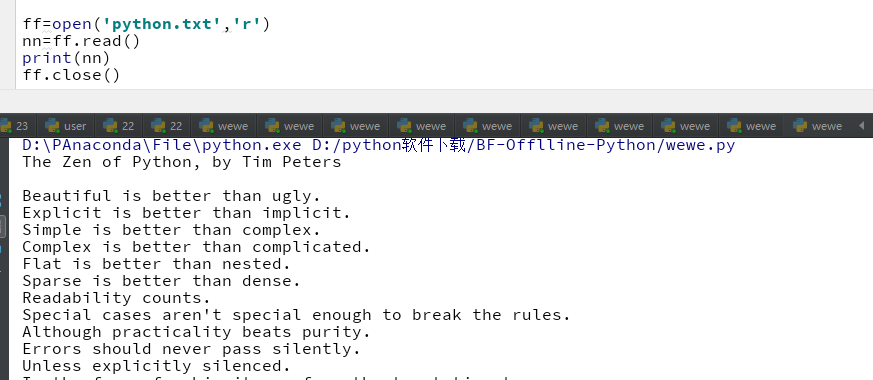 ff=open('python.txt','r')
nn=ff.read()
print(nn)
ff.close()
23 user 22 22 wewe wewe wewe wewe wewe wewe wewe wewe wewe wewe
D:\PAnaconda\File\python.exe D:/python软件下载/BF-Offlline-Python/wewe.py
The Zen of Python, by Tim Peters
Beautiful is better than ugly.
Explicit is better than implicit.
Simple is better than complex.
Complex is better than complicated.
Flat is better than nested.
Sparse is better than dense.
Readability counts.
Special cases aren't special enough to break the rules.
Although practicality beats purity.
Errors should never pass silently.
Unless explicitly silenced.